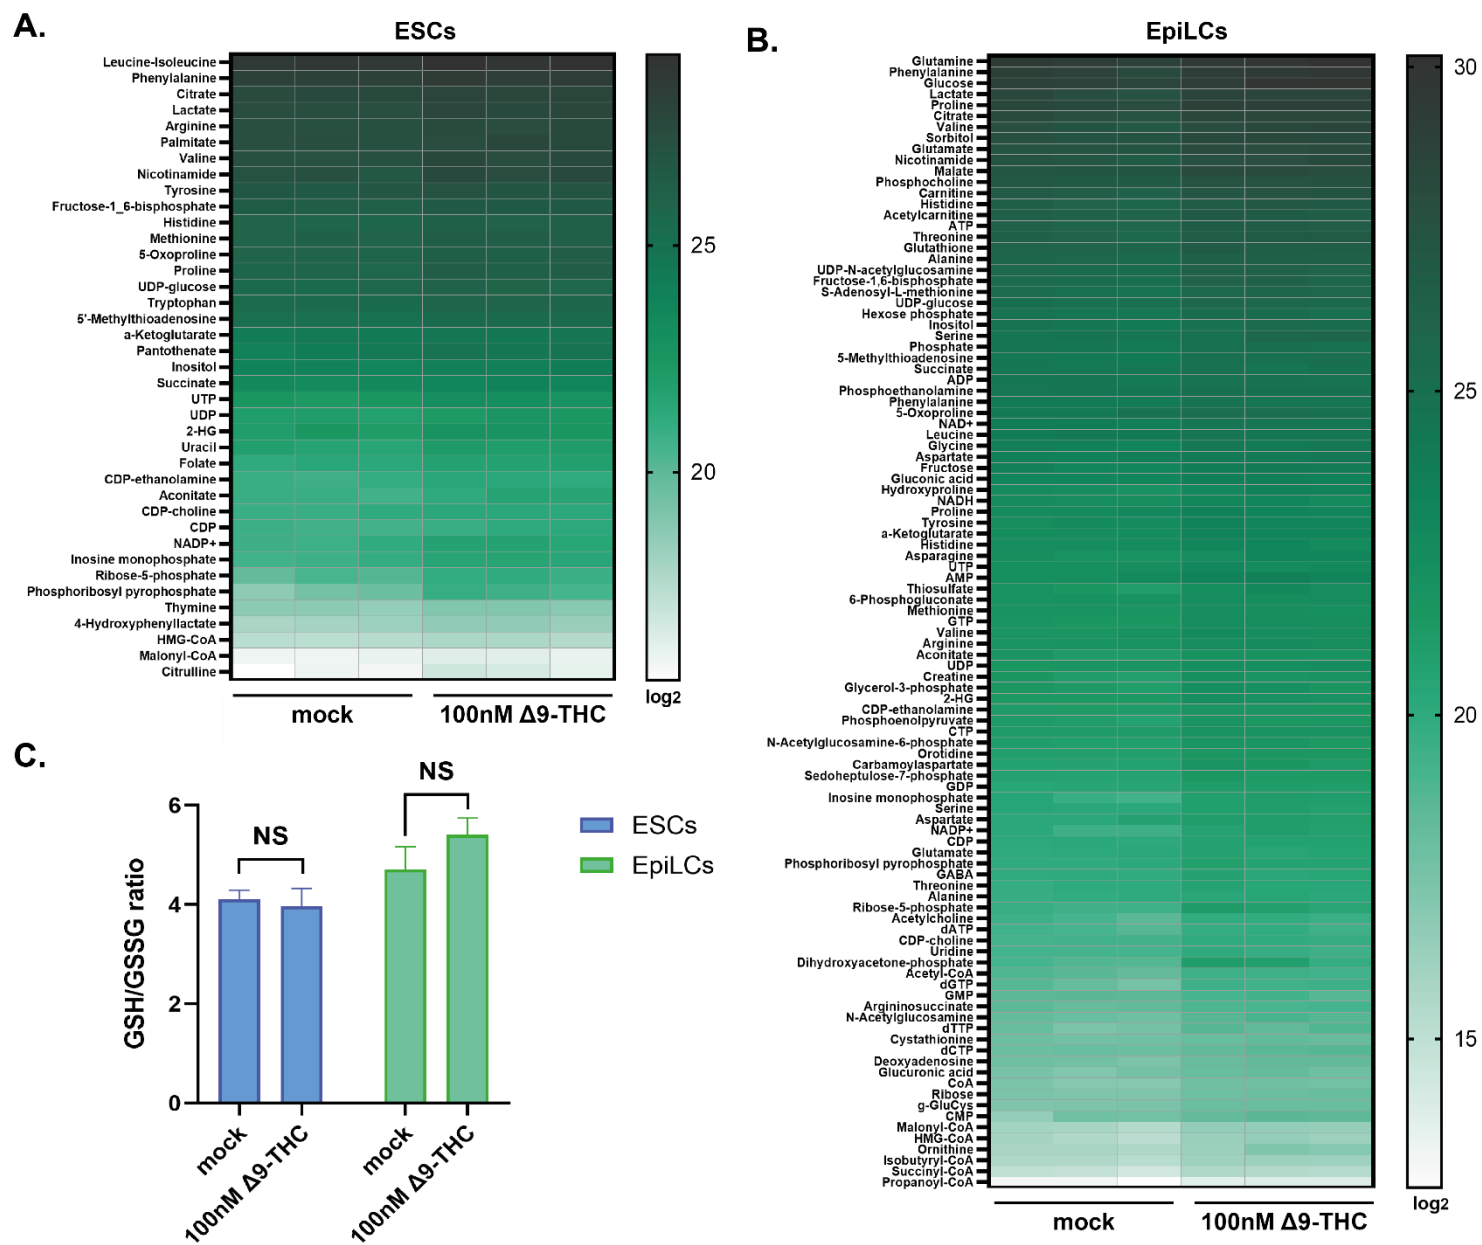 A.
ESCs
Leucine-Isoleucine
Phenylalanine
Citrate
Lactate
Arginine
Palmitate
Valine
Nicotinamide
Tyrosine
Fructose-1_6-bisphosphate
Histidine
Methionine
5-Oxoproline
Proline
UDP-glucose
Tryptophan
5'-Methylthioadenosine
a-Ketoglutarate
Pantothenate
Inositol
Succinate
UTP
UDP
2-HG
Uracil
Folate
CDP-ethanolamine
Aconitate
CDP-choline
CDP
NADP+
Inosine monophosphate
Ribose-5-phosphate
Phosphoribosyl pyrophosphate
Thymine
4-Hydroxyphenyllactate
HMG-CoA
Malonyl-CoA
Citrulline
25
20
log2
mock
100nM Δ9-THC
B.
EpiLCs
Glutamine
Phenylalanine
Glucose
Lactate
Proline
Citrate
Valine
Sorbitol
Glutamate
Nicotinamide
Malate
Phosphocholine
Carnitine
Histidine
Acetylcarnitine
ATP
Threonine
Glutathione
Alanine
UDP-N-acetylglucosamine
Fructose-1,6-bisphosphate
S-Adenosyl-L-methionine
UDP-glucose
Hexose phosphate
Inositol
Serine
Phosphate
5-Methylthioadenosine
Succinate
ADP
Phosphoethanolamine
Phenylalanine
5-Oxoproline
NAD+
Leucine
Glycine
Aspartate
Fructose
Gluconic acid
Hydroxyproline
NADH
Proline
Tyrosine
a-Ketoglutarate
Histidine
Asparagine
UTP
AMP
Thiosulfate
6-Phosphogluconate
Methionine
GTP
Valine
Arginine
Aconitate
UDP
Creatine
Glycerol-3-phosphate
2-HG
CDP-ethanolamine
Phosphoenolpyruvate
CTP
N-Acetylglucosamine-6-phosphate
Orotidine
Carbamoylaspartate
Sedoheptulose-7-phosphate
GDP
Inosine monophosphate
Serine
Aspartate
NADP+
CDP
Glutamate
Phosphoribosyl pyrophosphate
GABA
Threonine
Alanine
Ribose-5-phosphate
Acetylcholine
dATP
CDP-choline
Uridine
Dihydroxyacetone-phosphate
Acetyl-CoA
dGTP
GMP
Argininosuccinate
N-Acetylglucosamine
dTTP
Cystathionine
dCTP
Deoxyadenosine
Glucuronic acid
CoA
Ribose
g-GluCys
CMP
Malonyl-CoA
HMG-CoA
Ornithine
Isobutyryl-CoA
Succinyl-CoA
Propanoyl-CoA
30
25
20
15
log2
mock
100nM Δ9-THC
C.
GSH/GSSG ratio
6
4
2
0
NS
NS
mock
100nM Δ9-THC
mock
100nM Δ9-THC
ESCs
EpiLCs